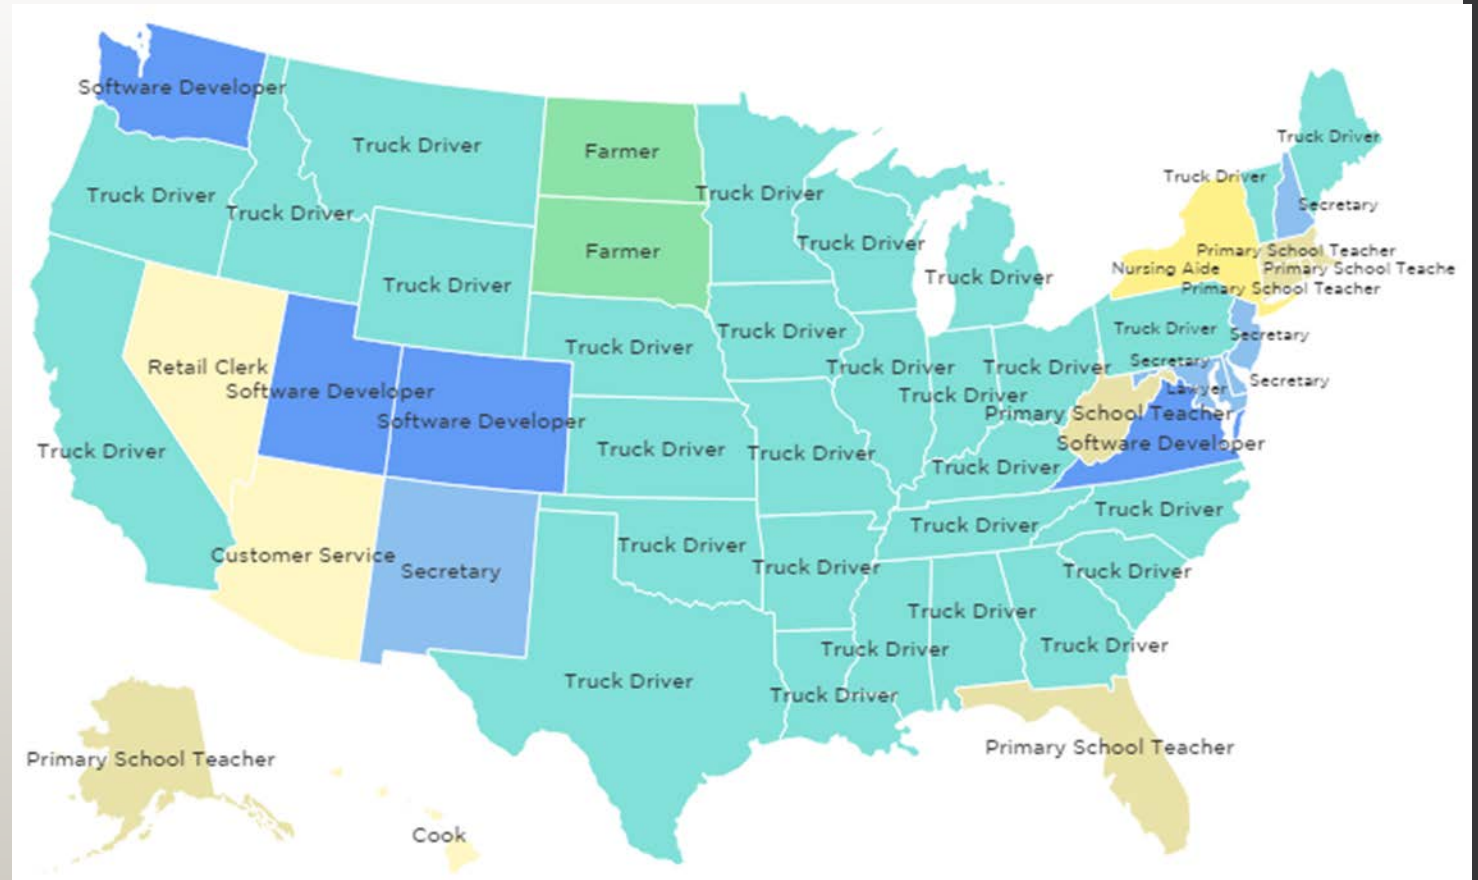 Software Developer
Truck Driver
Farmer
Truck Driver
Truck Driver
Truck Driver
Truck Driver
Truck Driver
Secretary
Truck Driver
Truck Driver
Farmer
Truck Driver
Primary School Teacher
Nursing Aide
Primary School Teache
Truck Driver
Truck Driver
Primary School Teacher
Truck Driver
Truck Driver
Truck Driver
Secretary
Retail Clerk
Truck Driver
Truck Driver
Secretary
Software Developer
Truck Driver
Lawyer
Secretary
Software Developer
Primary School Teacher
Truck Driver
Truck Driver
Truck Driver
Software Developer
Truck Driver
Truck Driver
Truck Driver
Customer Service
Secretary
Truck Driver
Truck Driver
Truck Driver
Truck Driver
Truck Driver
Truck Driver
Truck Driver
Truck Driver
Primary School Teacher
Primary School Teacher
Cook